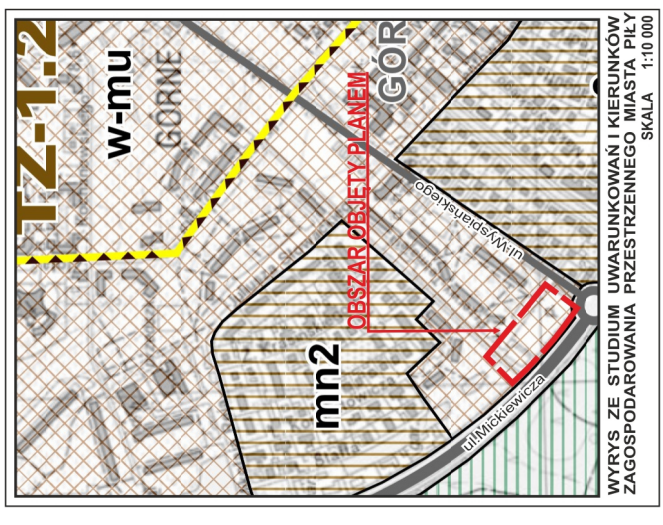 TZ-1.2
w-mu
GÓRNE
GÓR
OBSZAR OBJĘTY PLANEM
mn2
ul.Wyspiańskiego
ul.Mickiewicza
WYRYS ZE STUDIUM UWARUNKOWAŃ I KIERUNKÓW
ZAGOSPODAROWANIA PRZESTRZENNEGO MIASTA PIŁY
SKALA 1:10 000